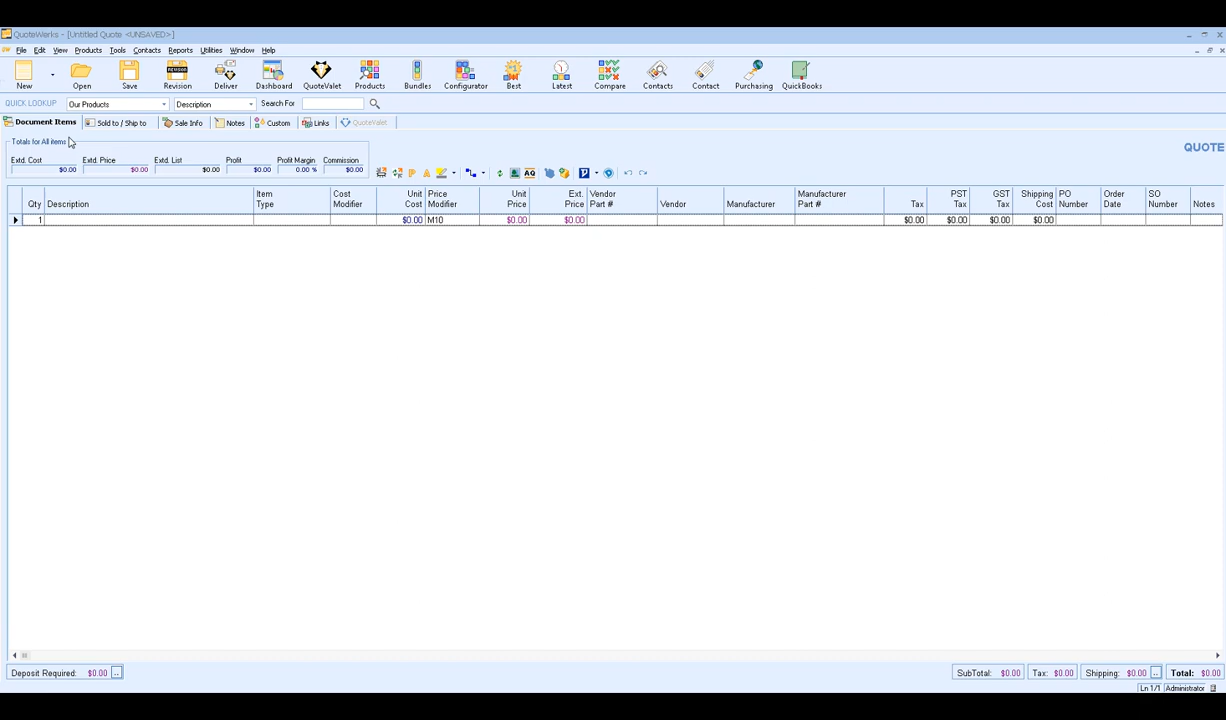 QuoteWerks - [Untitled Quote <UNSAVED>]
File Edit View Products Tools Contacts Reports Utilities Window Help
New Open Save Revision Deliver Dashboard QuoteValet Products Bundles Configurator Best Latest Compare Contacts Contact Purchasing QuickBooks
QUICK LOOKUP Our Products Description Search For
Document Items Sold to / Ship to Sale Info Notes Custom Links QuoteValet
Totals for All items
QUOTE
Extd. Cost Extd. Price Extd. List Profit Profit Margin Commission
$0.00 $0.00 $0.00 $0.00 0.00 % $0.00
Qty Description Item Type Cost Modifier Unit Cost Price Modifier Unit Price Ext. Price Vendor Part # Vendor Manufacturer Manufacturer Part # Tax PST Tax GST Tax Shipping Cost PO Number Order Date SO Number Notes
1 $0.00 M10 $0.00 $0.00 $0.00 $0.00 $0.00 $0.00
Deposit Required: $0.00 .. SubTotal: $0.00 Tax: $0.00 Shipping: $0.00 .. Total: $0.00
Ln 1/1 Administrator